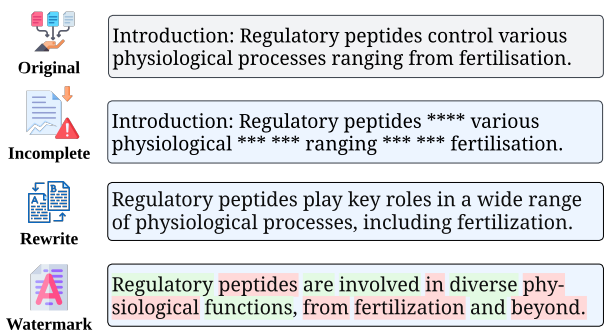 Original
Introduction: Regulatory peptides control various
physiological processes ranging from fertilisation.
Incomplete
Introduction: Regulatory peptides **** various
physiological *** *** ranging *** *** fertilisation.
Rewrite
Regulatory peptides play key roles in a wide range
of physiological processes, including fertilization.
Watermark
Regulatory peptides are involved in diverse phy-
siological functions, from fertilization and beyond.